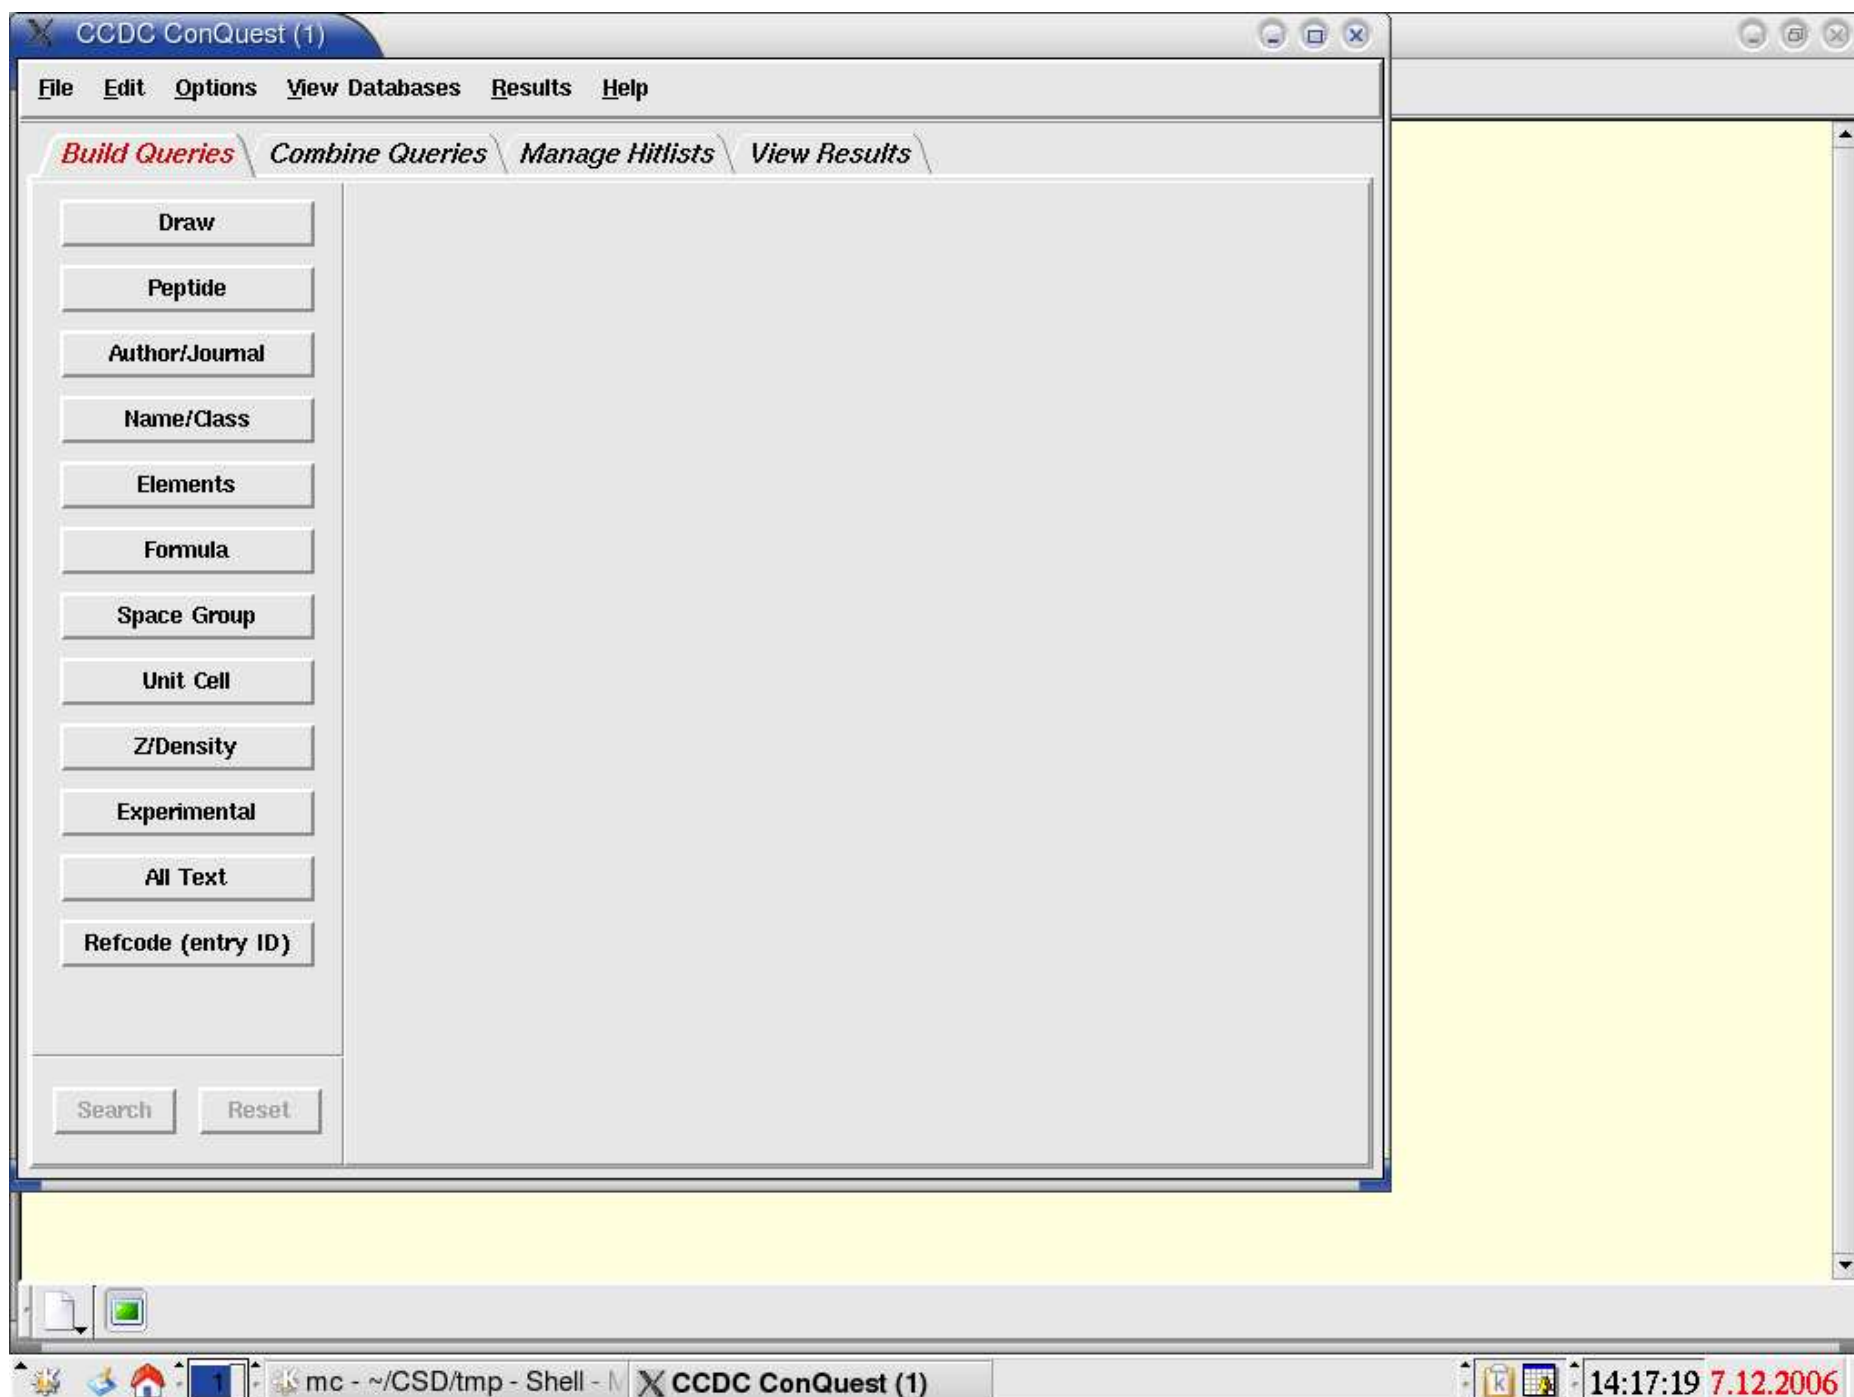 CCDC ConQuest (1)
File Edit Options View Databases Results Help
Build Queries Combine Queries Manage Hitlists View Results
Draw
Peptide
Author/Journal
Name/Class
Elements
Formula
Space Group
Unit Cell
Z/Density
Experimental
All Text
Refcode (entry ID)
Search Reset
1 mc - ~/CSD/tmp - Shell - CCDC ConQuest (1) 14:17:19 7.12.2006